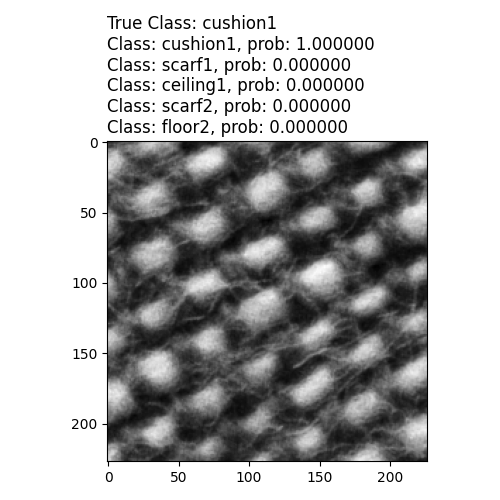 True Class: cushion1
Class: cushion1, prob: 1.000000
Class: scarf1, prob: 0.000000
Class: ceiling1, prob: 0.000000
Class: scarf2, prob: 0.000000
Class: floor2, prob: 0.000000
0
50
100
150
200
0 50 100 150 200